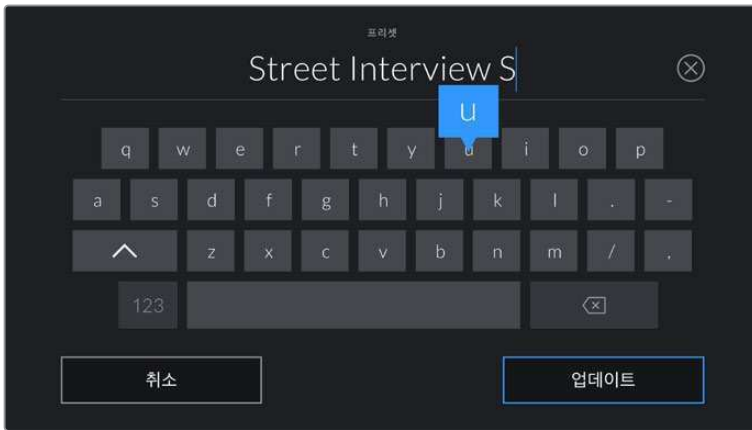 프리셋
Street Interview S
u
q w e r t y u i o p
a s d f g h j k l . -
z x c v b n m / ,
123
취소 업데이트